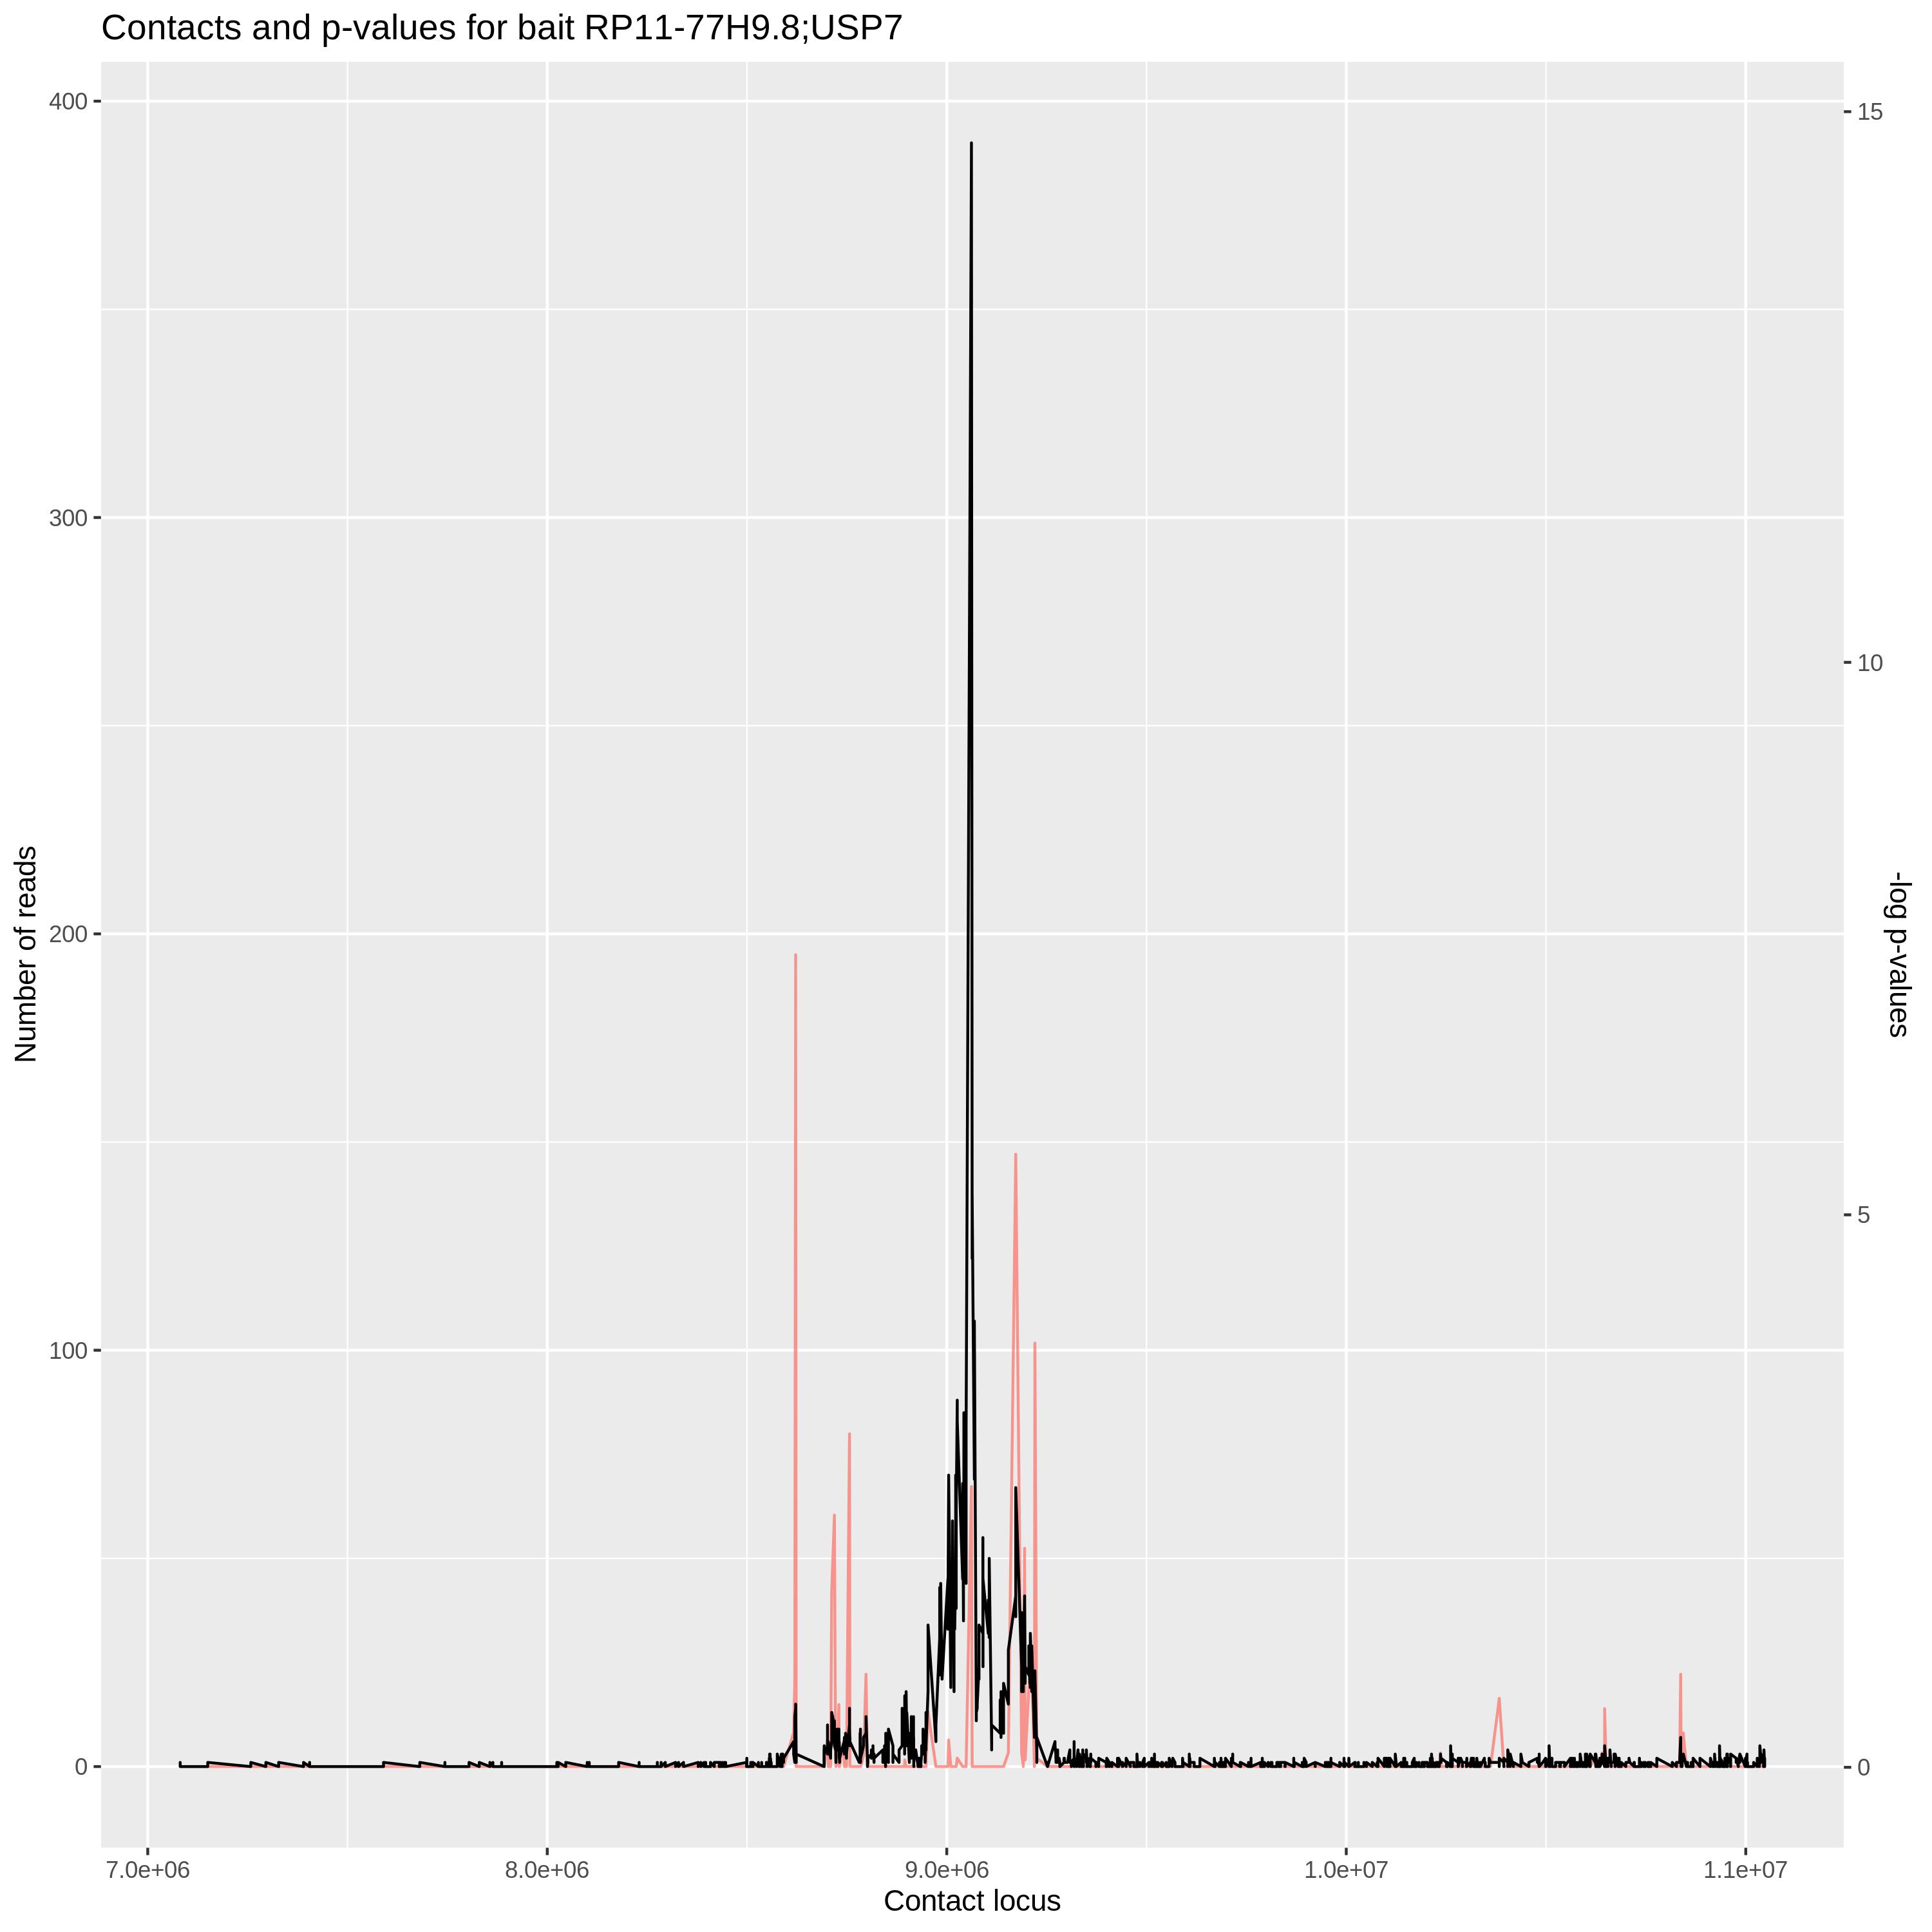 Contacts and p-values for bait RP11-77H9.8;USP7
400
300
200
100
0
Number of reads
15
10
5
0
-log p-values
7.0e+06
8.0e+06
9.0e+06
1.0e+07
1.1e+07
Contact locus